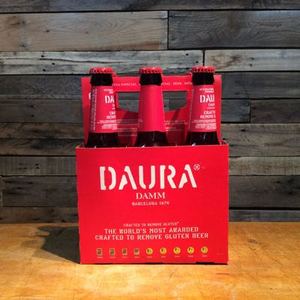 DAURA
DAMM
BARCELONA 1876
CRAFTED TO REMOVE GLUTEN
THE WORLD'S MOST AWARDED
CRAFTED TO REMOVE GLUTEN BEER